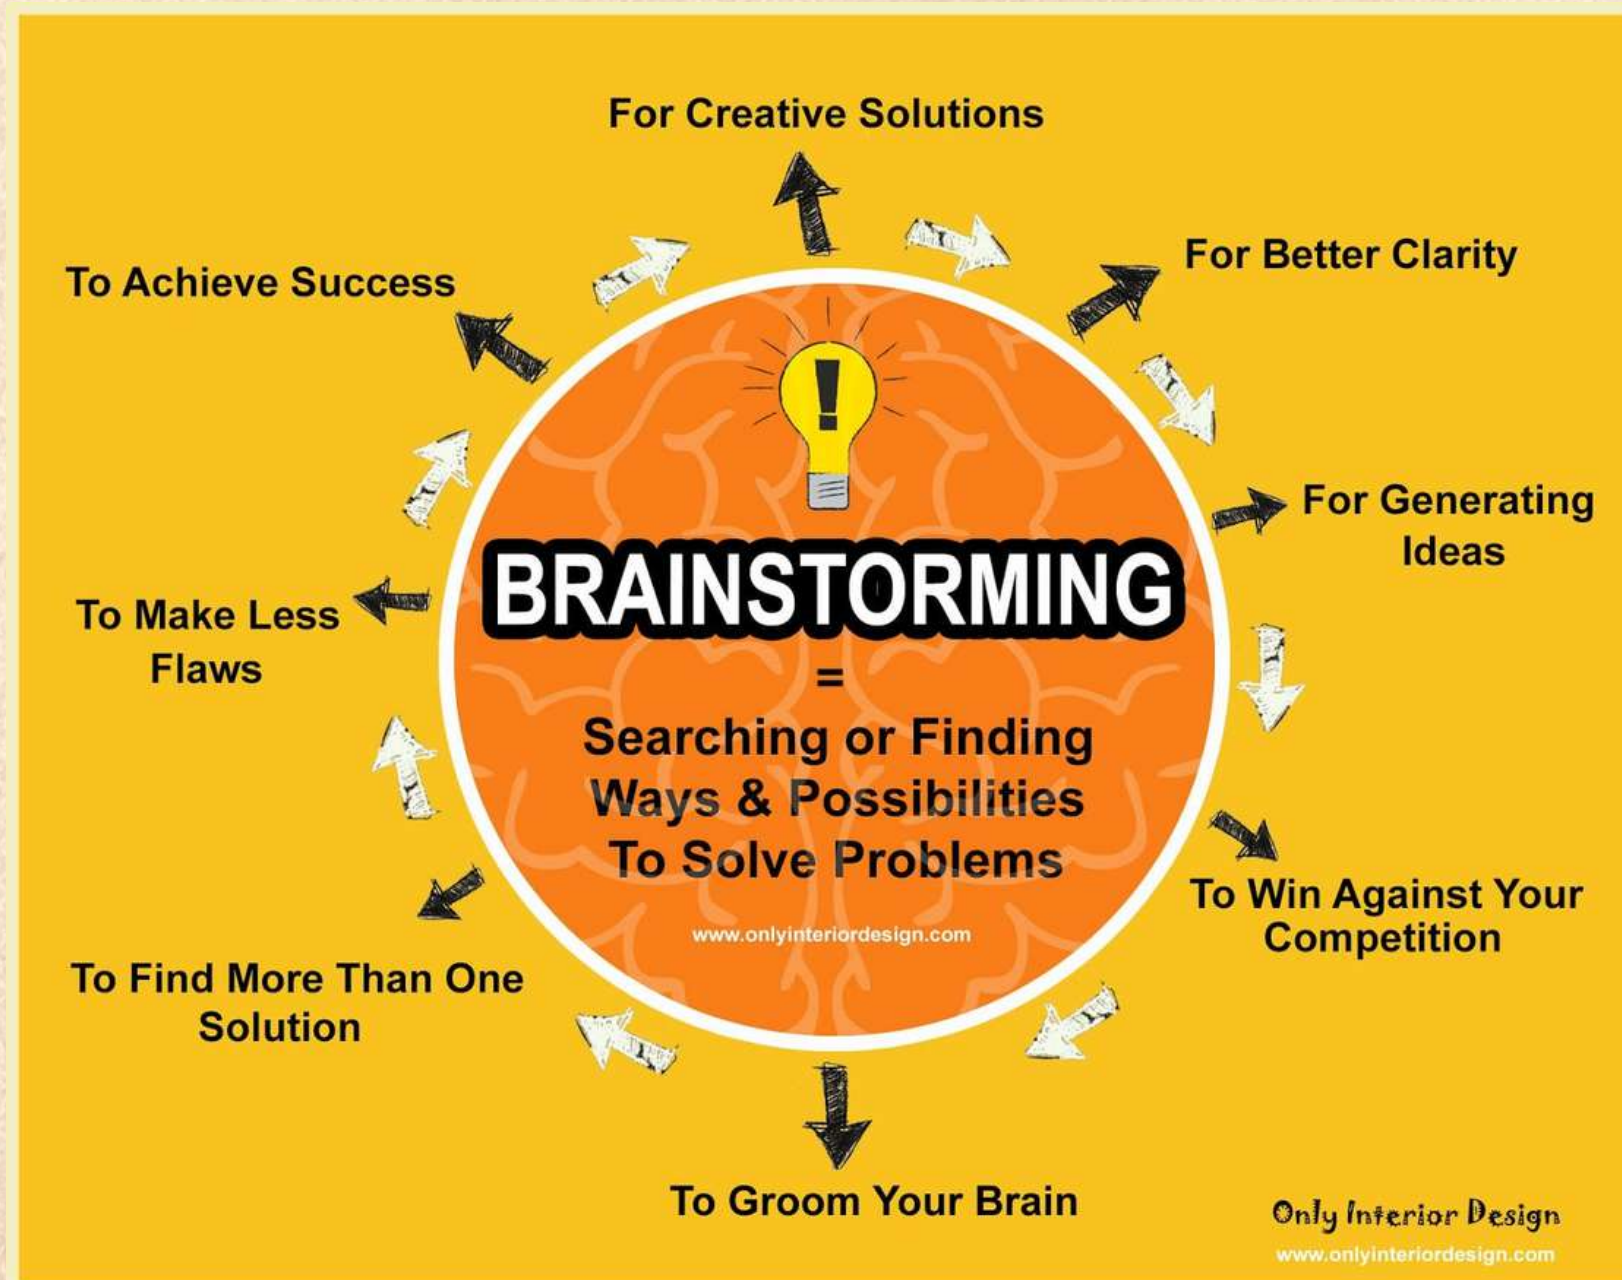 For Creative Solutions
For Better Clarity
To Achieve Success
For Generating
Ideas
To Make Less
Flaws
!
BRAINSTORMING
=
Searching or Finding
Ways & Possibilities
To Solve Problems
www.onlyinteriordesign.com
To Win Against Your
Competition
To Find More Than One
Solution
To Groom Your Brain
Only Interior Design
www.onlyinteriordesign.com